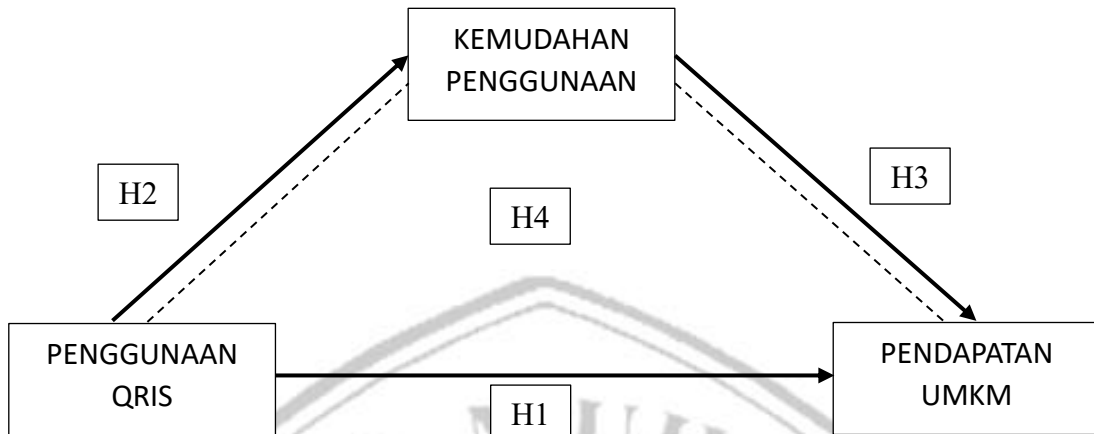 KEMUDAHAN
PENGGUNAAN
H2
H3
H4
PENGGUNAAN
QRIS
PENDAPATAN
UMKM
H1